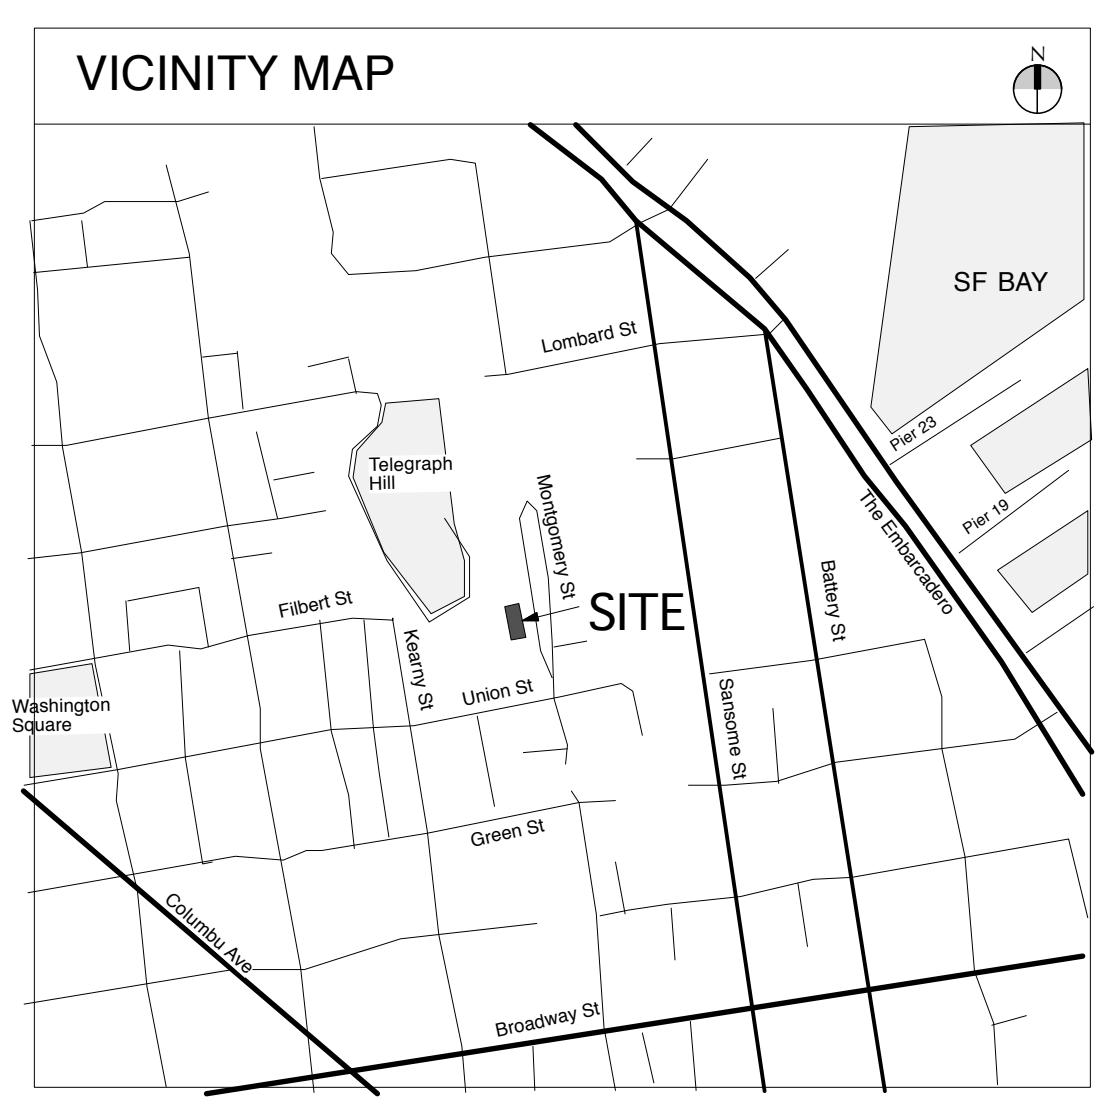 VICINITY MAP
N
SF BAY
Lombard St
Pier 23
Telegraph
Hill
Montgomery St
The Embarcadero
Pier 19
Battery St
Filbert St
SITE
Kearny St
Union St
Sansome St
Washington
Square
Green St
Columbu Ave
Broadway St